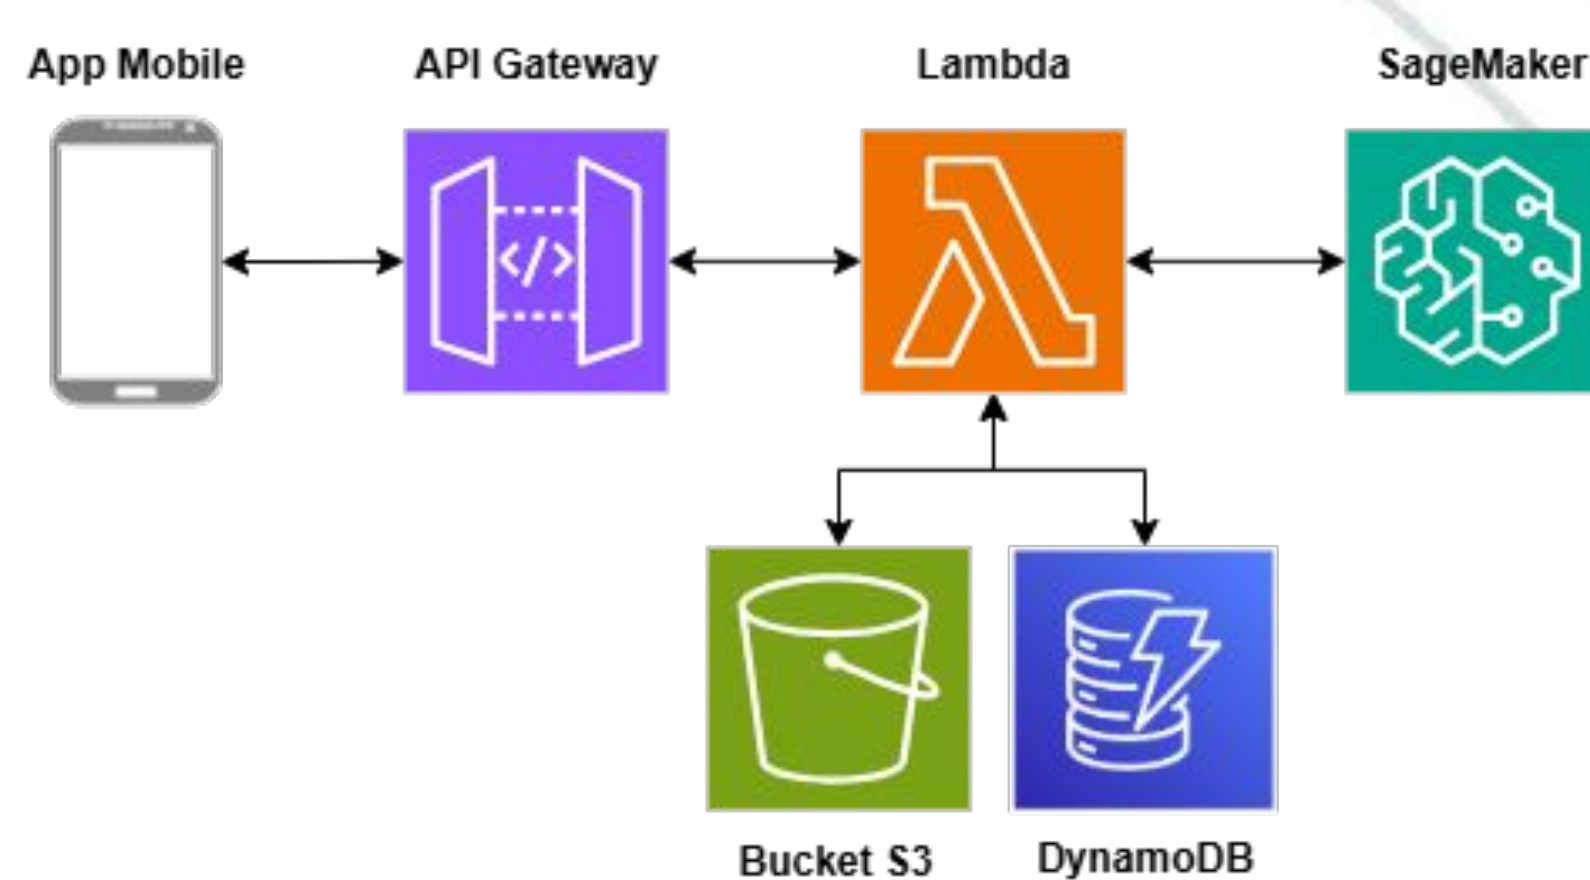 App Mobile
API Gateway
Lambda
SageMaker
</>
Bucket S3
DynamoDB